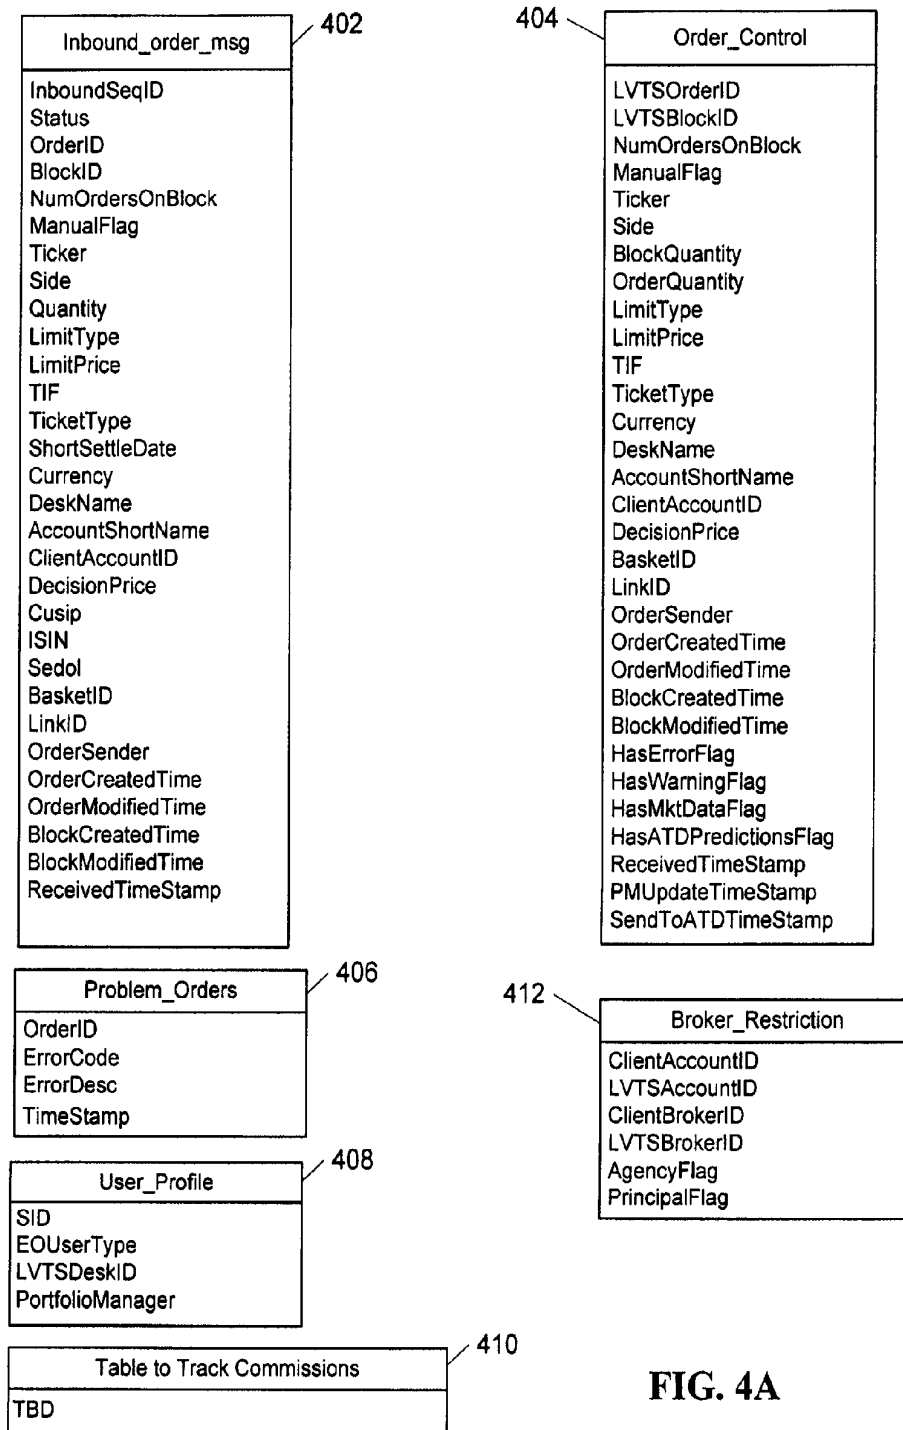 Inbound_order_msg
402
InboundSeqID
Status
OrderID
BlockID
NumOrdersOnBlock
ManualFlag
Ticker
Side
Quantity
LimitType
LimitPrice
TIF
TicketType
ShortSettleDate
Currency
DeskName
AccountShortName
ClientAccountID
DecisionPrice
Cusip
ISIN
Sedol
BasketID
LinkID
OrderSender
OrderCreatedTime
OrderModifiedTime
BlockCreatedTime
BlockModifiedTime
ReceivedTimeStamp
404
Order_Control
LVTSOrderID
LVTSBlockID
NumOrdersOnBlock
ManualFlag
Ticker
Side
BlockQuantity
OrderQuantity
LimitType
LimitPrice
TIF
TicketType
Currency
DeskName
AccountShortName
ClientAccountID
DecisionPrice
BasketID
LinkID
OrderSender
OrderCreatedTime
OrderModifiedTime
BlockCreatedTime
BlockModifiedTime
HasErrorFlag
HasWarningFlag
HasMktDataFlag
HasATDPredictionsFlag
ReceivedTimeStamp
PMUpdateTimeStamp
SendToATDTimeStamp
Problem_Orders
406
OrderID
ErrorCode
ErrorDesc
TimeStamp
412
Broker_Restriction
ClientAccountID
LVTSAccountID
ClientBrokerID
LVTSBrokerID
AgencyFlag
PrincipalFlag
User_Profile
408
SID
EOUserType
LVTSDeskID
PortfolioManager
Table to Track Commissions
410
TBD
FIG. 4A